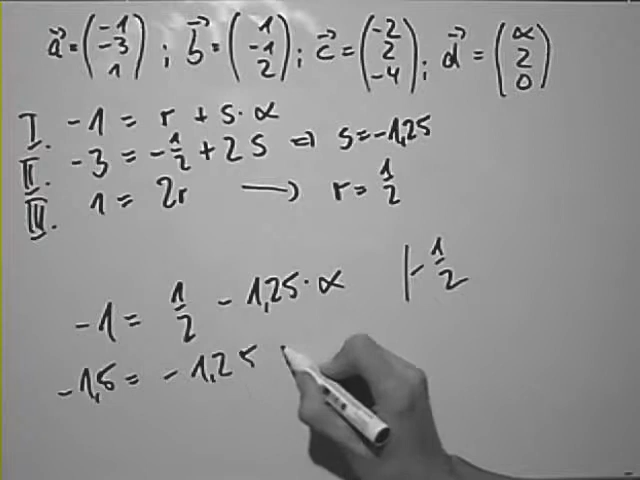 a⃗ = (-1 -3 1) ; b⃗ = (1 -1 2) ; c⃗ = (-2 2 -4) ; d⃗ = (α 2 0)
I. -1 = r + s·α
II. -3 = -1/2 + 2s ⇒ s = -1,25
III. 1 = 2r ⟶ r = 1/2
-1 = 1/2 - 1,25·α |-1/2
-1,5 = -1,25